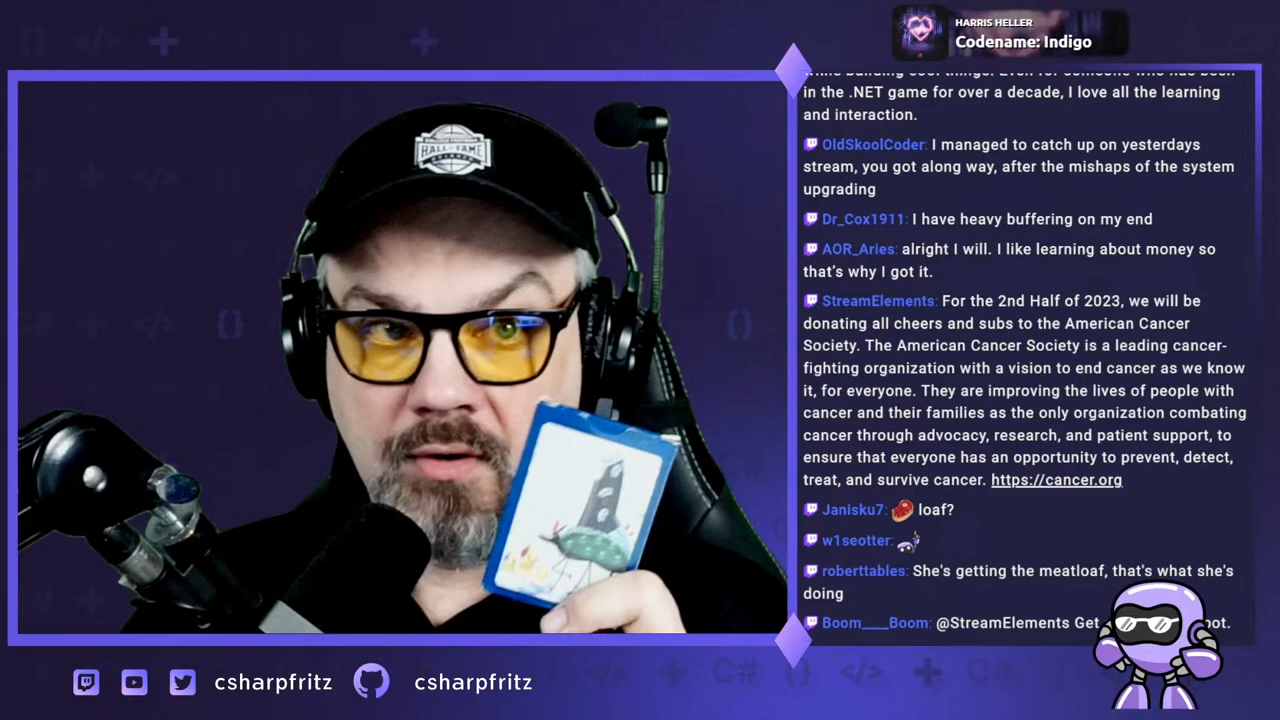 HARRIS HELLER
Codename: Indigo
while building cool things. Even for someone who has been
in the .NET game for over a decade, I love all the learning
and interaction.
OldSkoolCoder: I managed to catch up on yesterdays
stream, you got along way, after the mishaps of the system
upgrading
Dr_Cox1911: I have heavy buffering on my end
AOR_Aries: alright I will. I like learning about money so
that's why I got it.
StreamElements: For the 2nd Half of 2023, we will be
donating all cheers and subs to the American Cancer
Society. The American Cancer Society is a leading cancer-
fighting organization with a vision to end cancer as we know
it, for everyone. They are improving the lives of people with
cancer and their families as the only organization combating
cancer through advocacy, research, and patient support, to
ensure that everyone has an opportunity to prevent, detect,
treat, and survive cancer. https://cancer.org
Janisku7: loaf?
w1seotter:
roberttables: She's getting the meatloaf, that's what she's
doing
Boom___Boom: @StreamElements Get
HALL OF FAME
csharpfritz
csharpfritz